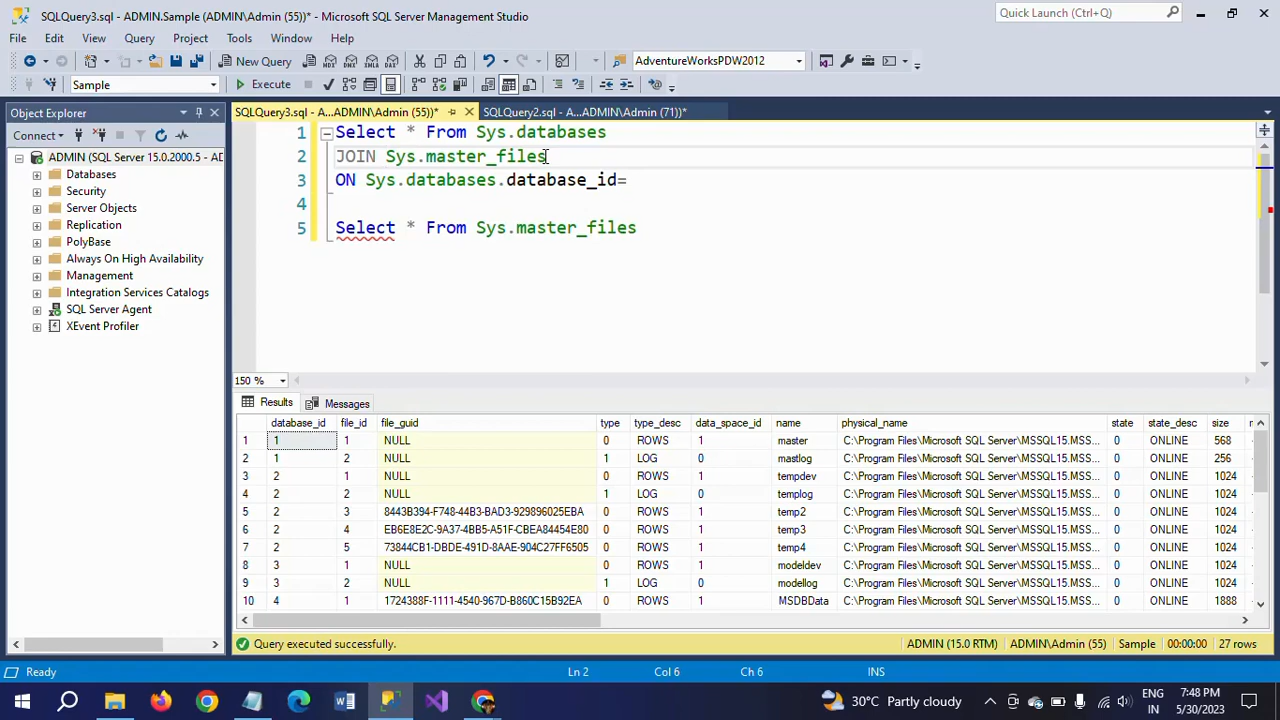 SQLQuery3.sql - ADMIN.Sample (ADMIN\Admin (55))* - Microsoft SQL Server Management Studio
Quick Launch (Ctrl+Q)
File Edit View Query Project Tools Window Help
New Query
MDX DMX XMLA DAX
AdventureWorksPDW2012
Sample
Execute
Object Explorer
SQLQuery3.sql - A...ADMIN\Admin (55))*
SQLQuery2.sql - A...ADMIN\Admin (71))*
Connect
ADMIN (SQL Server 15.0.2000.5 - AD
Databases
Security
Server Objects
Replication
PolyBase
Always On High Availability
Management
Integration Services Catalogs
SQL Server Agent
XEvent Profiler
1 Select * From Sys.databases
2 JOIN Sys.master_files
3 ON Sys.databases.database_id=
4
5 Select * From Sys.master_files
150 %
Results Messages
database_id file_id file_guid type type_desc data_space_id name physical_name state state_desc size
1 1 1 NULL 0 ROWS 1 master C:\Program Files\Microsoft SQL Server\MSSQL15.MSS... 0 ONLINE 568
2 1 2 NULL 1 LOG 0 mastlog C:\Program Files\Microsoft SQL Server\MSSQL15.MSS... 0 ONLINE 256
3 2 1 NULL 0 ROWS 1 tempdev C:\Program Files\Microsoft SQL Server\MSSQL15.MSS... 0 ONLINE 1024
4 2 2 NULL 1 LOG 0 templog C:\Program Files\Microsoft SQL Server\MSSQL15.MSS... 0 ONLINE 1024
5 2 3 8443B394-F748-44B3-BAD3-929896025EBA 0 ROWS 1 temp2 C:\Program Files\Microsoft SQL Server\MSSQL15.MSS... 0 ONLINE 1024
6 2 4 EB6E8E2C-9A37-4BB5-A51F-CBEA84454E80 0 ROWS 1 temp3 C:\Program Files\Microsoft SQL Server\MSSQL15.MSS... 0 ONLINE 1024
7 2 5 73844CB1-DBDE-491D-8AAE-904C27FF6505 0 ROWS 1 temp4 C:\Program Files\Microsoft SQL Server\MSSQL15.MSS... 0 ONLINE 1024
8 3 1 NULL 0 ROWS 1 modeldev C:\Program Files\Microsoft SQL Server\MSSQL15.MSS... 0 ONLINE 1024
9 3 2 NULL 1 LOG 0 modellog C:\Program Files\Microsoft SQL Server\MSSQL15.MSS... 0 ONLINE 1024
10 4 1 1724388F-1111-4540-967D-B860C15B92EA 0 ROWS 1 MSDBData C:\Program Files\Microsoft SQL Server\MSSQL15.MSS... 0 ONLINE 1888
Query executed successfully. ADMIN (15.0 RTM) ADMIN\Admin (55) Sample 00:00:00 27 rows
Ready Ln 2 Col 6 Ch 6 INS
30°C Partly cloudy
ENG
IN
7:48 PM
5/30/2023